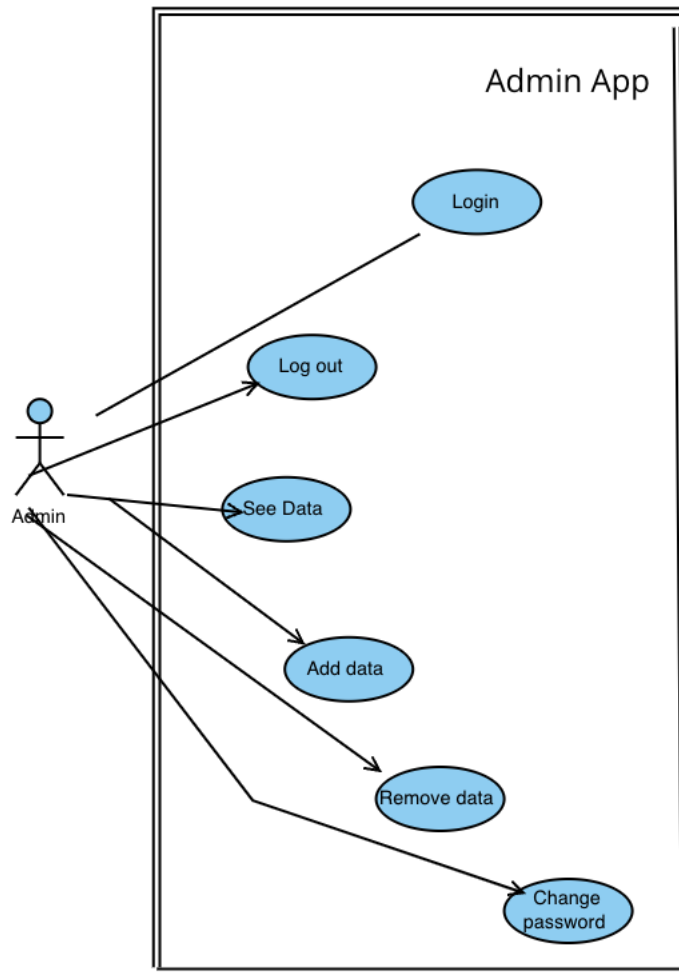 Admin App
Login
Log out
Admin
See Data
Add data
Remove data
Change
password